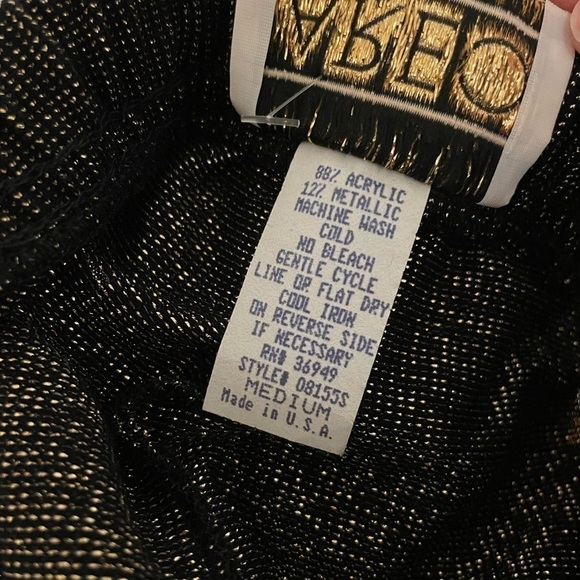 88% ACRYLIC
12% METALLIC
MACHINE WASH
COLD
NO BLEACH
GENTLE CYCLE
LINE OR FLAT DRY
COOL IRON
ON REVERSE SIDE
IF NECESSARY
RN# 36949
STYLE# 08155S
MEDIUM
Made in U.S.A.